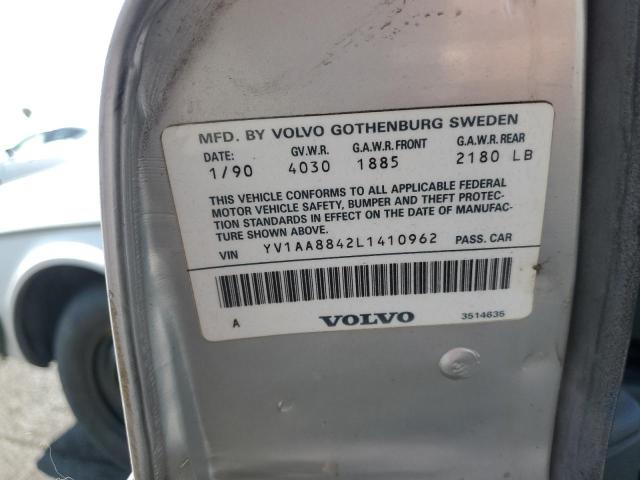 MFD. BY VOLVO GOTHENBURG SWEDEN
DATE: GV.W.R. G.A.W.R. FRONT G.A.W.R. REAR
1/90 4030 1885 2180 LB
THIS VEHICLE CONFORMS TO ALL APPLICABLE FEDERAL
MOTOR VEHICLE SAFETY, BUMPER AND THEFT PROTEC-
TION STANDARDS IN EFFECT ON THE DATE OF MANUFAC-
TURE SHOWN ABOVE.
VIN YV1AA8842L1410962 PASS. CAR
A VOLVO 3514635